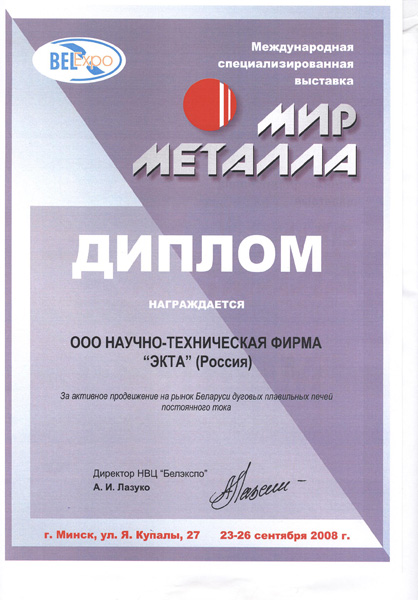 BELExpo
Международная
специализированная
выставка
МИР
МЕТАЛЛА
ДИПЛОМ
НАГРАЖДАЕТСЯ
ООО НАУЧНО-ТЕХНИЧЕСКАЯ ФИРМА
“ЭКТА” (Россия)
За активное продвижение на рынок Беларуси дуговых плавильных печей
постоянного тока
Директор НВЦ “Белэкспо”
А. И. Лазуко
г. Минск, ул. Я. Купалы, 27 23-26 сентября 2008 г.